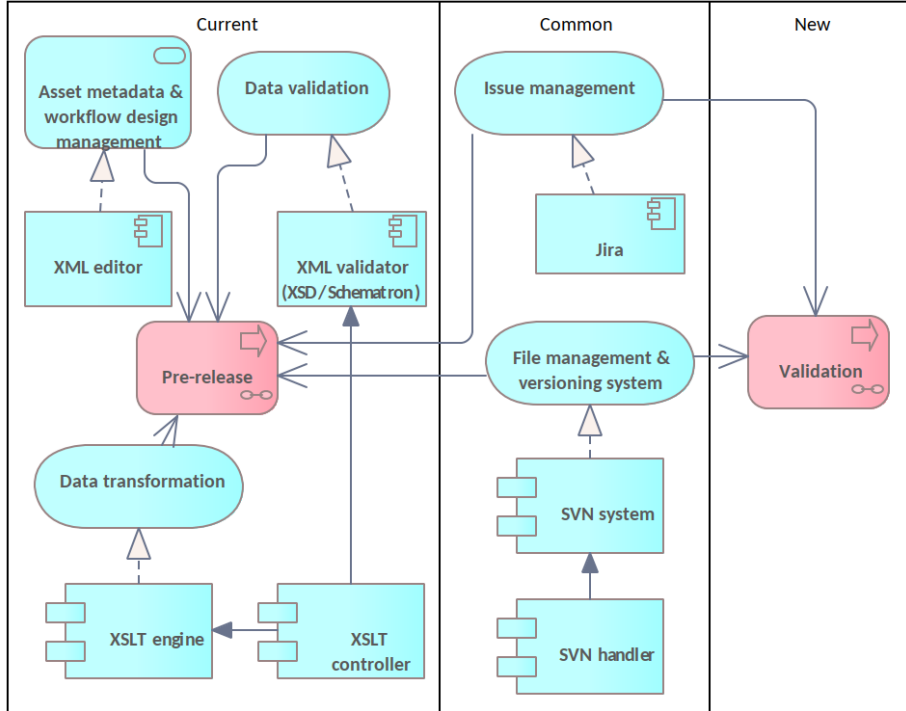 Current
Common
New
Asset metadata &
workflow design
management
Data validation
Issue management
XML editor
XML validator
(XSD/Schematron)
Jira
Pre-release
File management &
versioning system
Validation
Data transformation
SVN system
XSLT engine
XSLT
controller
SVN handler